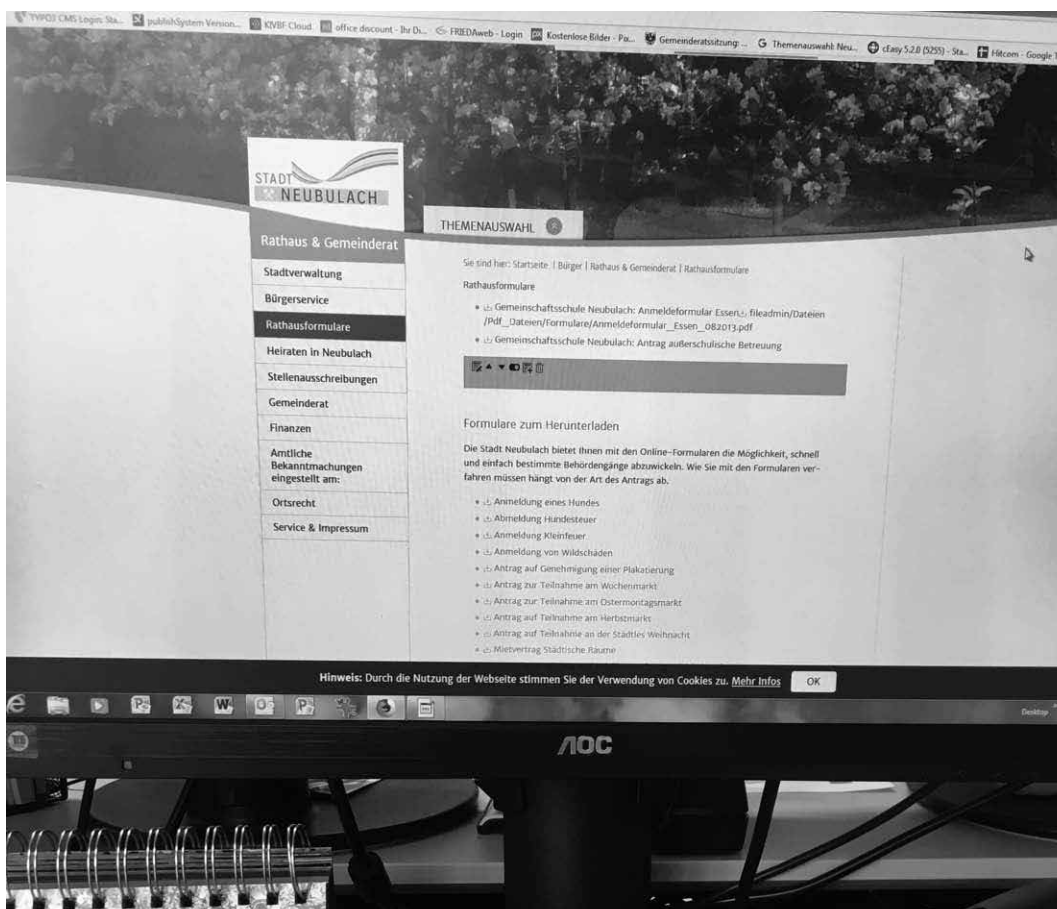 TYPO3 CMS Login: Sta... publishSystem Version... KIVBF Cloud office discount - Ihr Di... FRIEDAweb - Login Kostenlose Bilder - Pix... Gemeinderatssitzung: ... Themenauswahl: Neu... cEasy 5.2.0 (5255) - Sta... Hitcom - Google
STADT
NEUBULACH
THEMENAUSWAHL
Rathaus & Gemeinderat
Stadtverwaltung
Bürgerservice
Rathausformulare
Heiraten in Neubulach
Stellenausschreibungen
Gemeinderat
Finanzen
Amtliche
Bekanntmachungen
eingestellt am:
Ortsrecht
Service & Impressum
Sie sind hier: Startseite | Bürger | Rathaus & Gemeinderat | Rathausformulare
Rathausformulare
Gemeinschaftsschule Neubulach: Anmeldeformular Essen fileadmin/Dateien
/Pdf_Dateien/Formulare/Anmeldeformular_Essen_082013.pdf
Gemeinschaftsschule Neubulach: Antrag außerschulische Betreuung
Formulare zum Herunterladen
Die Stadt Neubulach bietet Ihnen mit den Online-Formularen die Möglichkeit, schnell
und einfach bestimmte Behördengänge abzuwickeln. Wie Sie mit den Formularen ver-
fahren müssen hängt von der Art des Antrags ab.
Anmeldung eines Hundes
Abmeldung Hundesteuer
Anmeldung Kleinfeuer
Anmeldung von Wildschäden
Antrag auf Genehmigung einer Plakatierung
Antrag zur Teilnahme am Wochenmarkt
Antrag zur Teilnahme am Ostermontagsmarkt
Antrag auf Teilnahme am Herbstmarkt
Antrag auf Teilnahme an der Städtles Weihnacht
Mietvertrag Städtische Räume
Hinweis: Durch die Nutzung der Webseite stimmen Sie der Verwendung von Cookies zu. Mehr Infos OK
Desktop
AOC